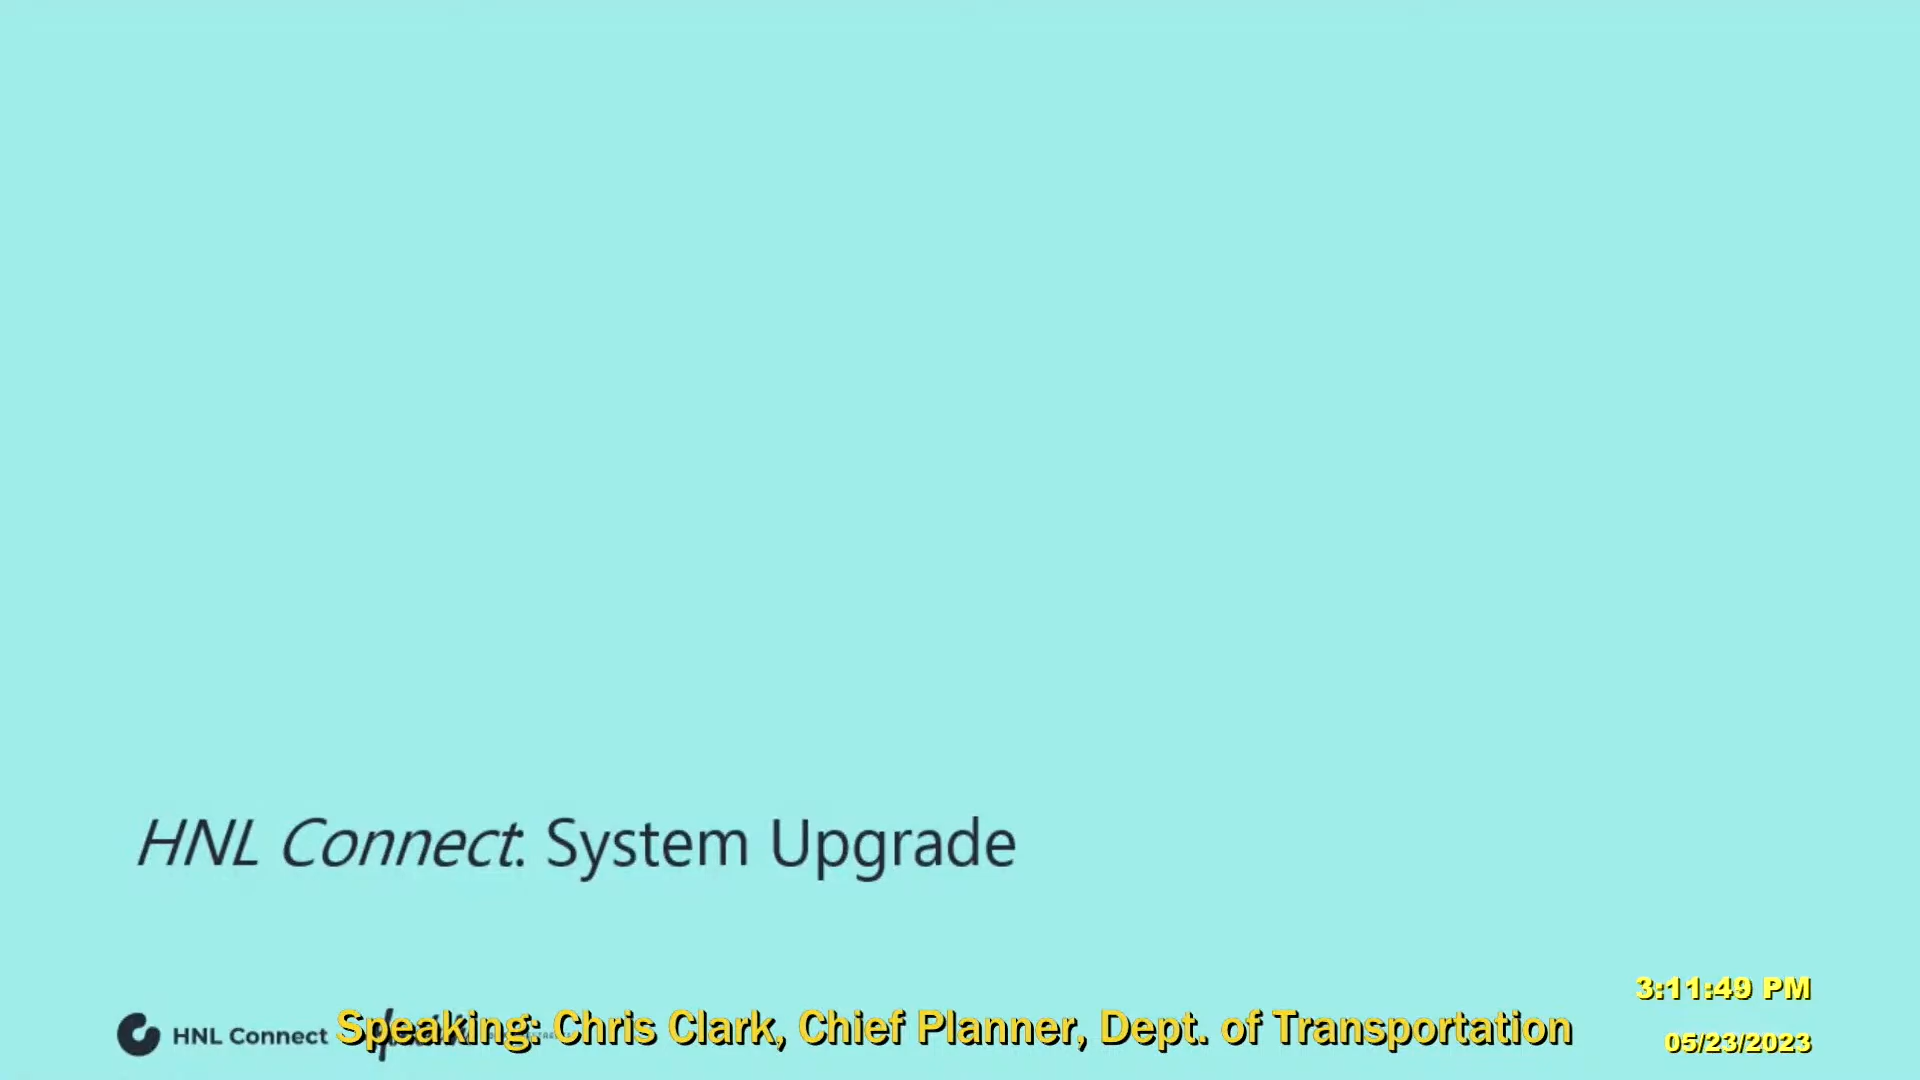 HNL Connect: System Upgrade
3:11:49 PM
HNL Connect
Speaking: Chris Clark, Chief Planner, Dept. of Transportation
05/23/2023